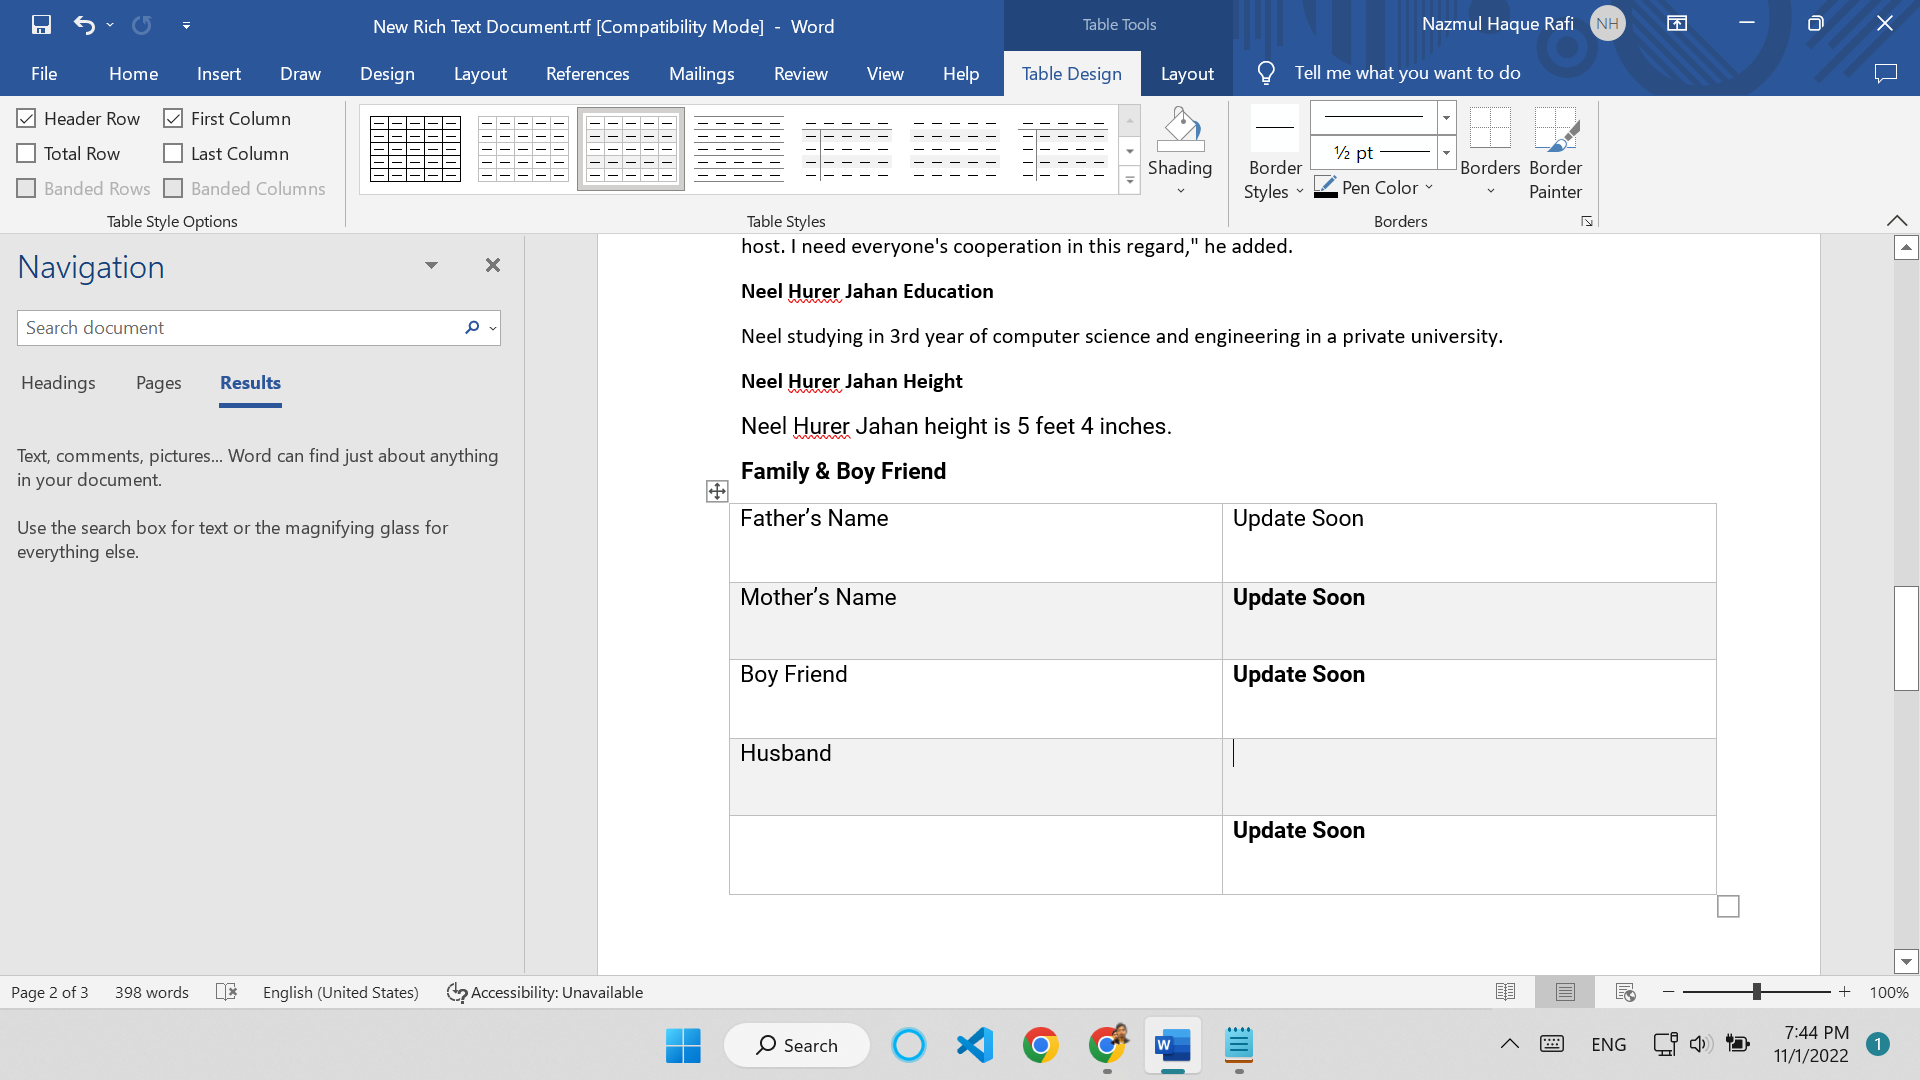 New Rich Text Document.rtf [Compatibility Mode] - Word
Table Tools
Nazmul Haque Rafi
NH
File Home Insert Draw Design Layout References Mailings Review View Help Table Design Layout Tell me what you want to do
Header Row First Column
Total Row Last Column
Banded Rows Banded Columns
Table Style Options
Table Styles
Shading
Border Styles
½ pt
Pen Color
Borders
Border Painter
Borders
Navigation
Search document
Headings Pages Results
Text, comments, pictures... Word can find just about anything
in your document.
Use the search box for text or the magnifying glass for
everything else.
host. I need everyone's cooperation in this regard," he added.
Neel Hurer Jahan Education
Neel studying in 3rd year of computer science and engineering in a private university.
Neel Hurer Jahan Height
Neel Hurer Jahan height is 5 feet 4 inches.
Family & Boy Friend
Father’s Name Update Soon
Mother’s Name Update Soon
Boy Friend Update Soon
Husband
Update Soon
Page 2 of 3 398 words English (United States) Accessibility: Unavailable 100%
Search
W
ENG
7:44 PM
11/1/2022
1